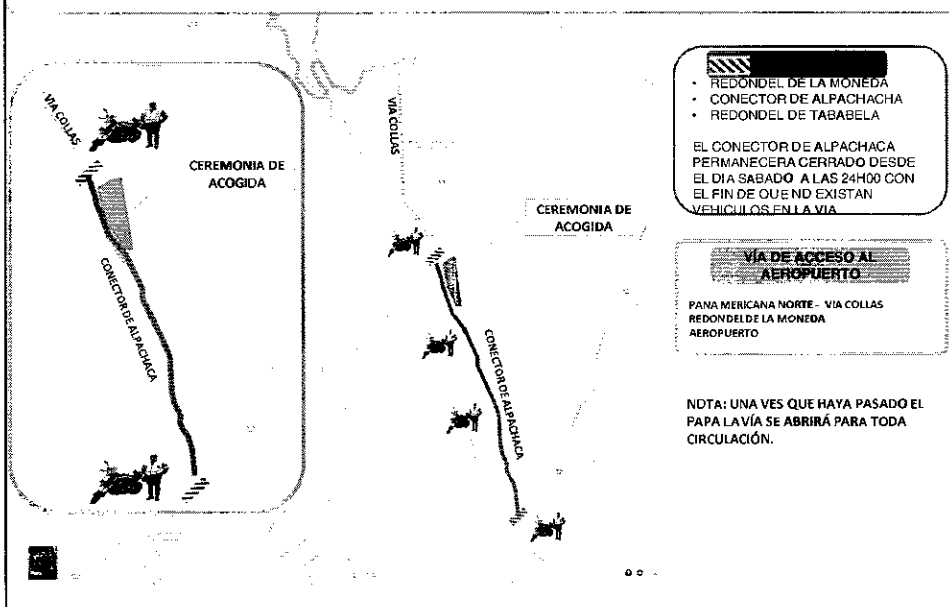 VIA COLLAS
CEREMONIA DE
ACOGIDA
CONECTOR DE ALPACHACA
VIA COLLAS
CEREMONIA DE
ACOGIDA
CONECTOR DE ALPACHACA
• REDONDEL DE LA MONEDA
• CONECTOR DE ALPACHACHA
• REDONDEL DE TABABELA
EL CONECTOR DE ALPACHACA
PERMANECERA CERRADO DESDE
EL DIA SABADO A LAS 24H00 CON
EL FIN DE QUE ND EXISTAN
VEHICULOS EN LA VIA
VÍA DE ACCESO AL
AEROPUERTO
PANA MERICANA NORTE - VIA COLLAS
REDONDEL DE LA MONEDA
AEROPUERTO
NDTA: UNA VES QUE HAYA PASADO EL
PAPA LA VÍA SE ABRIRÁ PARA TODA
CIRCULACIÓN.